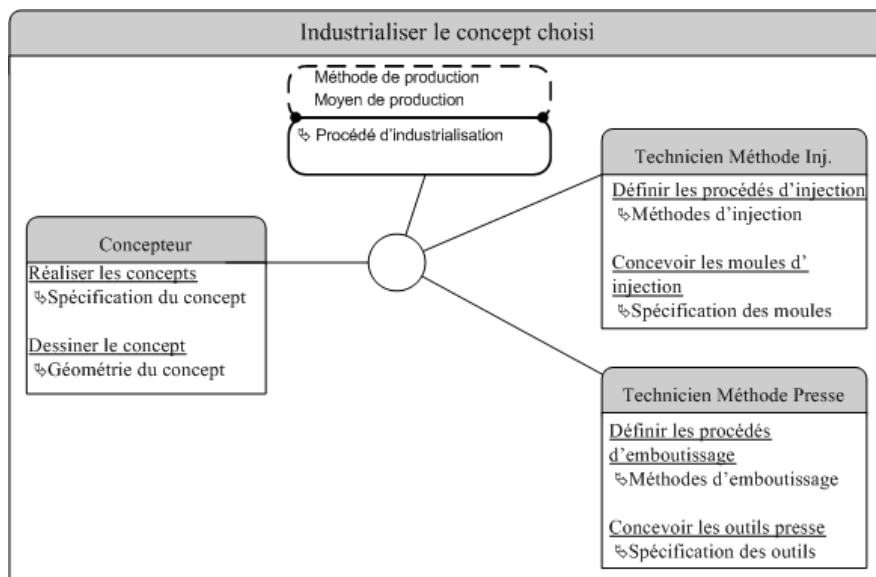 Industrialiser le concept choisi
Méthode de production
Moyen de production
Procédé d'industrialisation
Concepteur
Réaliser les concepts
Spécification du concept
Dessiner le concept
Géométrie du concept
Technicien Méthode Inj.
Définir les procédés d'injection
Méthodes d'injection
Concevoir les moules d'
injection
Spécification des moules
Technicien Méthode Presse
Définir les procédés
d'emboutissage
Méthodes d'emboutissage
Concevoir les outils presse
Spécification des outils